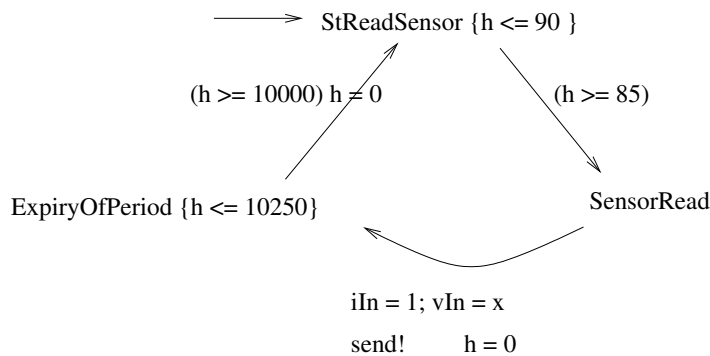 StReadSensor {h <= 90 }
(h >= 10000) h = 0
(h >= 85)
ExpiryOfPeriod {h <= 10250}
SensorRead
iIn = 1; vIn = x
send! h = 0